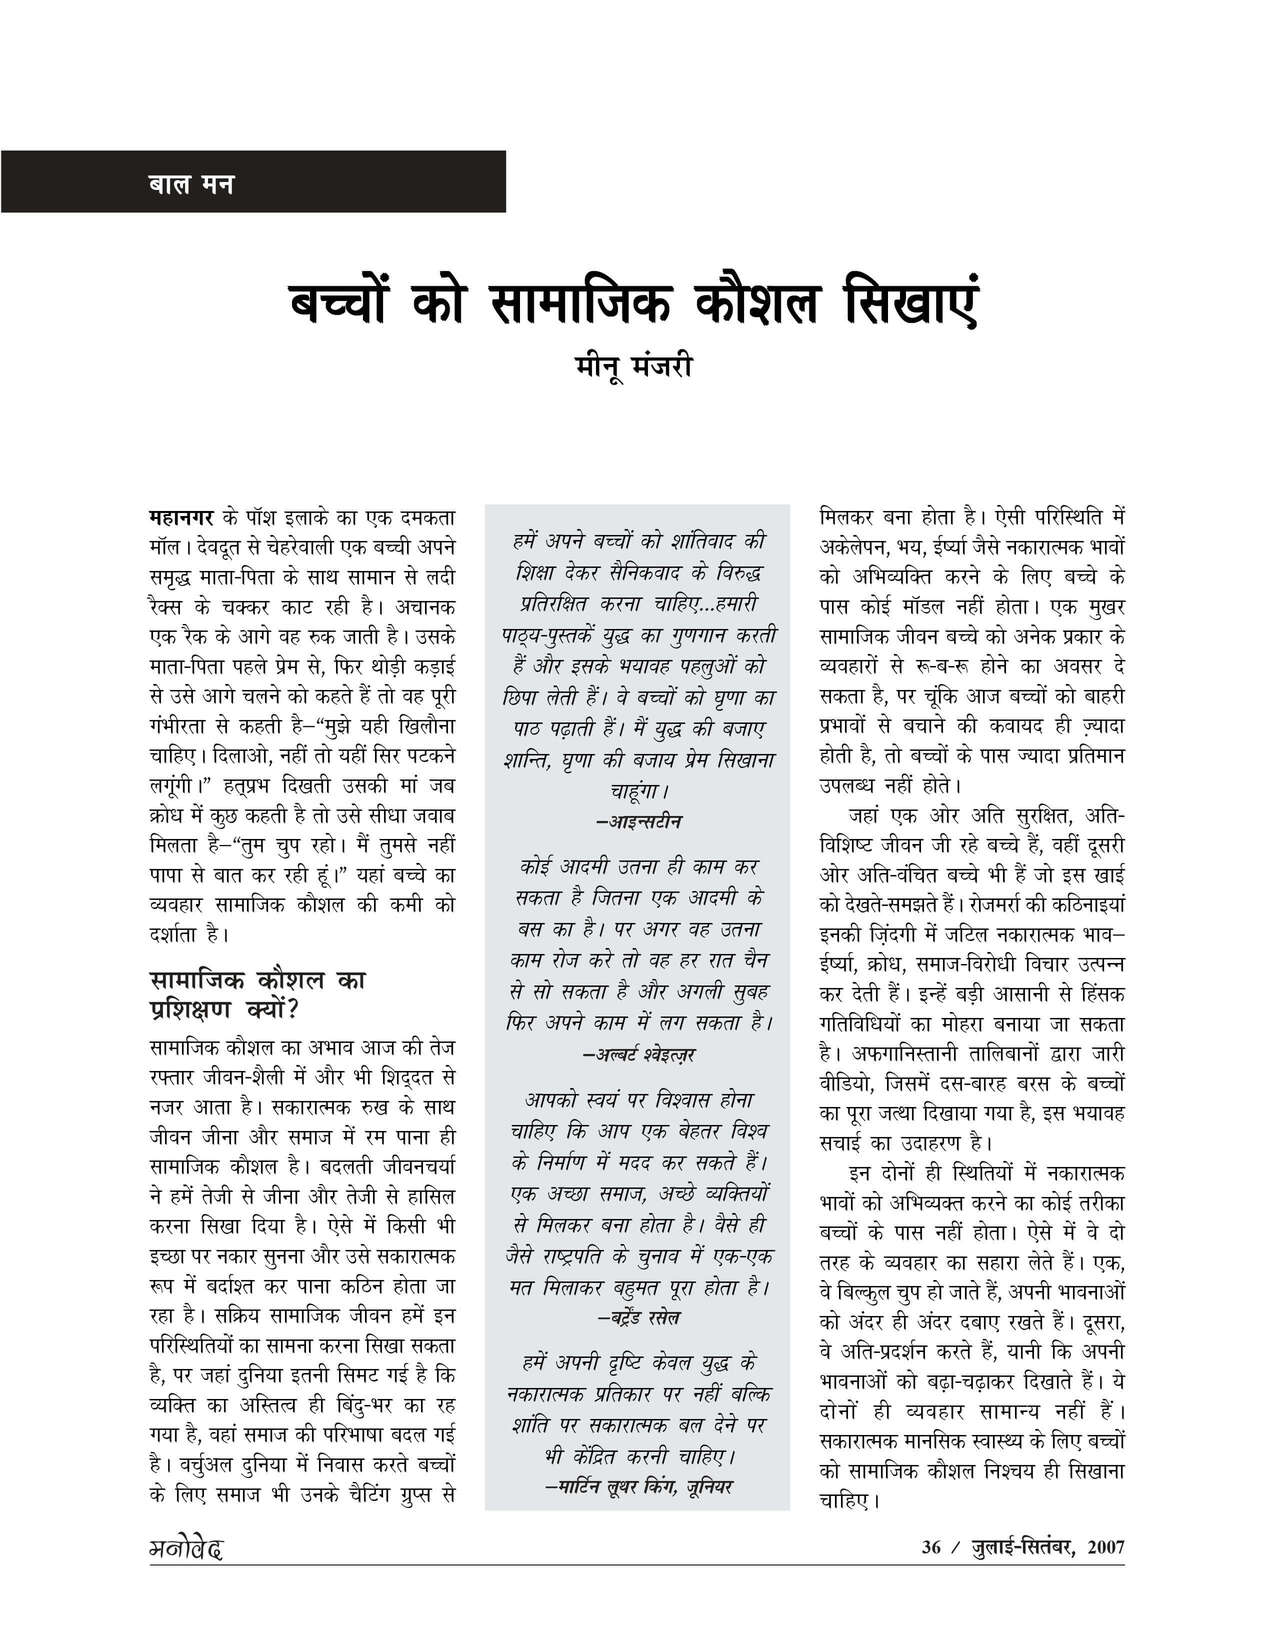 बाल मन
बच्चों को सामाजिक कौशल सिखाएं
मीनू मंजरी
महानगर के पॉश इलाके का एक दमकता
मॉल। देवदूत से चेहरेवाली एक बच्ची अपने
समृद्ध माता-पिता के साथ सामान से लदी
रैक्स के चक्कर काट रही है। अचानक
एक रैक के आगे वह रुक जाती है। उसके
माता-पिता पहले प्रेम से, फिर थोड़ी कड़ाई
से उसे आगे चलने को कहते हैं तो वह पूरी
गंभीरता से कहती है–“मुझे यही खिलौना
चाहिए। दिलाओ, नहीं तो यहीं सिर पटकने
लगूंगी।” हत्प्रभ दिखती उसकी मां जब
क्रोध में कुछ कहती है तो उसे सीधा जवाब
मिलता है–“तुम चुप रहो। मैं तुमसे नहीं
पापा से बात कर रही हूं।” यहां बच्चे का
व्यवहार सामाजिक कौशल की कमी को
दर्शाता है।
सामाजिक कौशल का
प्रशिक्षण क्यों?
सामाजिक कौशल का अभाव आज की तेज
रफ्तार जीवन-शैली में और भी शिद्दत से
नजर आता है। सकारात्मक रुख के साथ
जीवन जीना और समाज में रम पाना ही
सामाजिक कौशल है। बदलती जीवनचर्या
ने हमें तेजी से जीना और तेजी से हासिल
करना सिखा दिया है। ऐसे में किसी भी
इच्छा पर नकार सुनना और उसे सकारात्मक
रूप में बर्दाश्त कर पाना कठिन होता जा
रहा है। सक्रिय सामाजिक जीवन हमें इन
परिस्थितियों का सामना करना सिखा सकता
है, पर जहां दुनिया इतनी सिमट गई है कि
व्यक्ति का अस्तित्व ही बिंदु-भर का रह
गया है, वहां समाज की परिभाषा बदल गई
है। वर्चुअल दुनिया में निवास करते बच्चों
के लिए समाज भी उनके चैटिंग ग्रुप्स से
हमें अपने बच्चों को शांतिवाद की
शिक्षा देकर सैनिकवाद के विरुद्ध
प्रतिरक्षित करना चाहिए...हमारी
पाठ्य-पुस्तकें युद्ध का गुणगान करती
हैं और इसके भयावह पहलुओं को
छिपा लेती हैं। वे बच्चों को घृणा का
पाठ पढ़ाती हैं। मैं युद्ध की बजाए
शान्ति, घृणा की बजाय प्रेम सिखाना
चाहूंगा।
–आइन्सटीन
कोई आदमी उतना ही काम कर
सकता है जितना एक आदमी के
बस का है। पर अगर वह उतना
काम रोज करे तो वह हर रात चैन
से सो सकता है और अगली सुबह
फिर अपने काम में लग सकता है।
–अल्बर्ट श्वेइत्ज़र
आपको स्वयं पर विश्वास होना
चाहिए कि आप एक बेहतर विश्व
के निर्माण में मदद कर सकते हैं।
एक अच्छा समाज, अच्छे व्यक्तियों
से मिलकर बना होता है। वैसे ही
जैसे राष्ट्रपति के चुनाव में एक-एक
मत मिलाकर बहुमत पूरा होता है।
–बर्ट्रेंड रसेल
हमें अपनी दृष्टि केवल युद्ध के
नकारात्मक प्रतिकार पर नहीं बल्कि
शांति पर सकारात्मक बल देने पर
भी केंद्रित करनी चाहिए।
–मार्टिन लूथर किंग, जूनियर
मिलकर बना होता है। ऐसी परिस्थिति में
अकेलेपन, भय, ईर्ष्या जैसे नकारात्मक भावों
को अभिव्यक्ति करने के लिए बच्चे के
पास कोई मॉडल नहीं होता। एक मुखर
सामाजिक जीवन बच्चे को अनेक प्रकार के
व्यवहारों से रू-ब-रू होने का अवसर दे
सकता है, पर चूंकि आज बच्चों को बाहरी
प्रभावों से बचाने की कवायद ही ज़्यादा
होती है, तो बच्चों के पास ज्यादा प्रतिमान
उपलब्ध नहीं होते।
जहां एक ओर अति सुरक्षित, अति-
विशिष्ट जीवन जी रहे बच्चे हैं, वहीं दूसरी
ओर अति-वंचित बच्चे भी हैं जो इस खाई
को देखते-समझते हैं। रोजमर्रा की कठिनाइयां
इनकी ज़िंदगी में जटिल नकारात्मक भाव–
ईर्ष्या, क्रोध, समाज-विरोधी विचार उत्पन्न
कर देती हैं। इन्हें बड़ी आसानी से हिंसक
गतिविधियों का मोहरा बनाया जा सकता
है। अफगानिस्तानी तालिबानों द्वारा जारी
वीडियो, जिसमें दस-बारह बरस के बच्चों
का पूरा जत्था दिखाया गया है, इस भयावह
सचाई का उदाहरण है।
इन दोनों ही स्थितियों में नकारात्मक
भावों को अभिव्यक्त करने का कोई तरीका
बच्चों के पास नहीं होता। ऐसे में वे दो
तरह के व्यवहार का सहारा लेते हैं। एक,
वे बिल्कुल चुप हो जाते हैं, अपनी भावनाओं
को अंदर ही अंदर दबाए रखते हैं। दूसरा,
वे अति-प्रदर्शन करते हैं, यानी कि अपनी
भावनाओं को बढ़ा-चढ़ाकर दिखाते हैं। ये
दोनों ही व्यवहार सामान्य नहीं हैं।
सकारात्मक मानसिक स्वास्थ्य के लिए बच्चों
को सामाजिक कौशल निश्चय ही सिखाना
चाहिए।
मनोवेद
36 / जुलाई-सितंबर, 2007